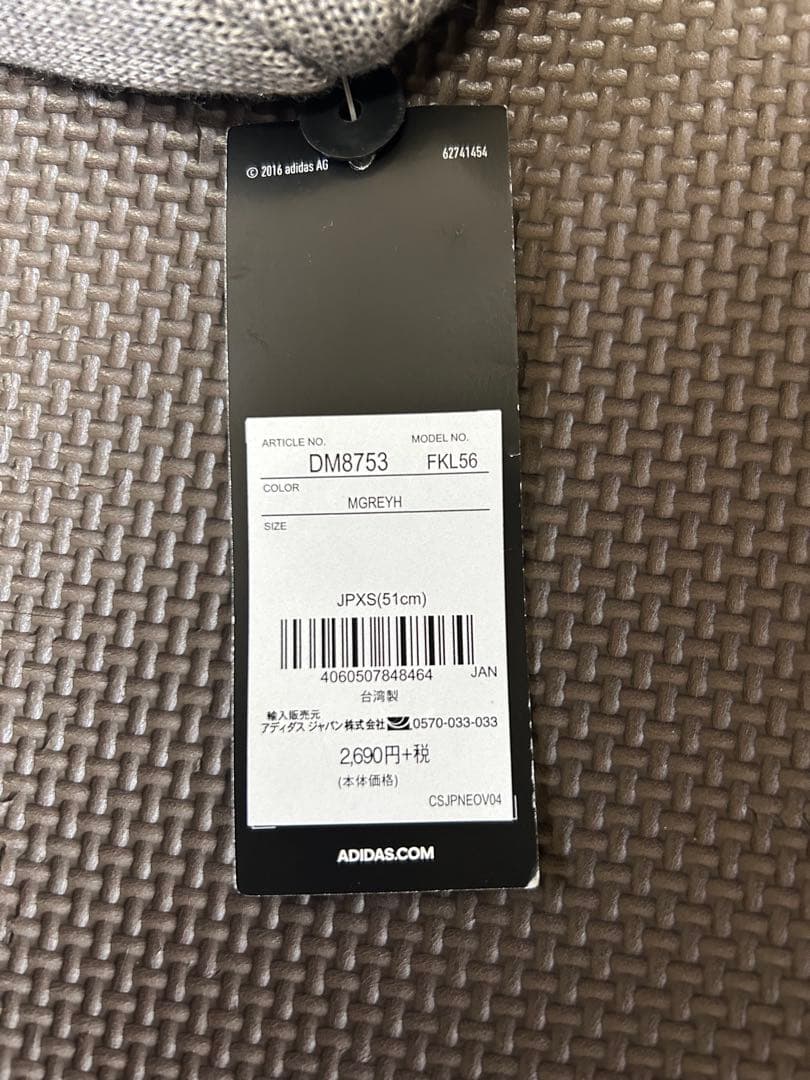 © 2016 adidas AG
62741454
ARTICLE NO. MODEL NO.
DM8753 FKL56
COLOR
MGREYH
SIZE
JPXS(51cm)
4060507848464 JAN
台湾製
輸入販売元
アディダス ジャパン株式会社 0570-033-033
2,690円+税
(本体価格)
CSJPNEOV04
ADIDAS.COM